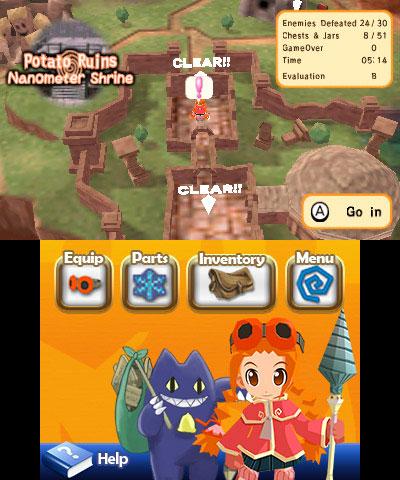 Potato Ruins
Nanometer Shrine
CLEAR!!
Enemies Defeated 24/30
Chests & Jars 8/51
GameOver 0
Time 05:14
Evaluation B
CLEAR!!
A Go in
Equip
Parts
Inventory
Menu
? Help